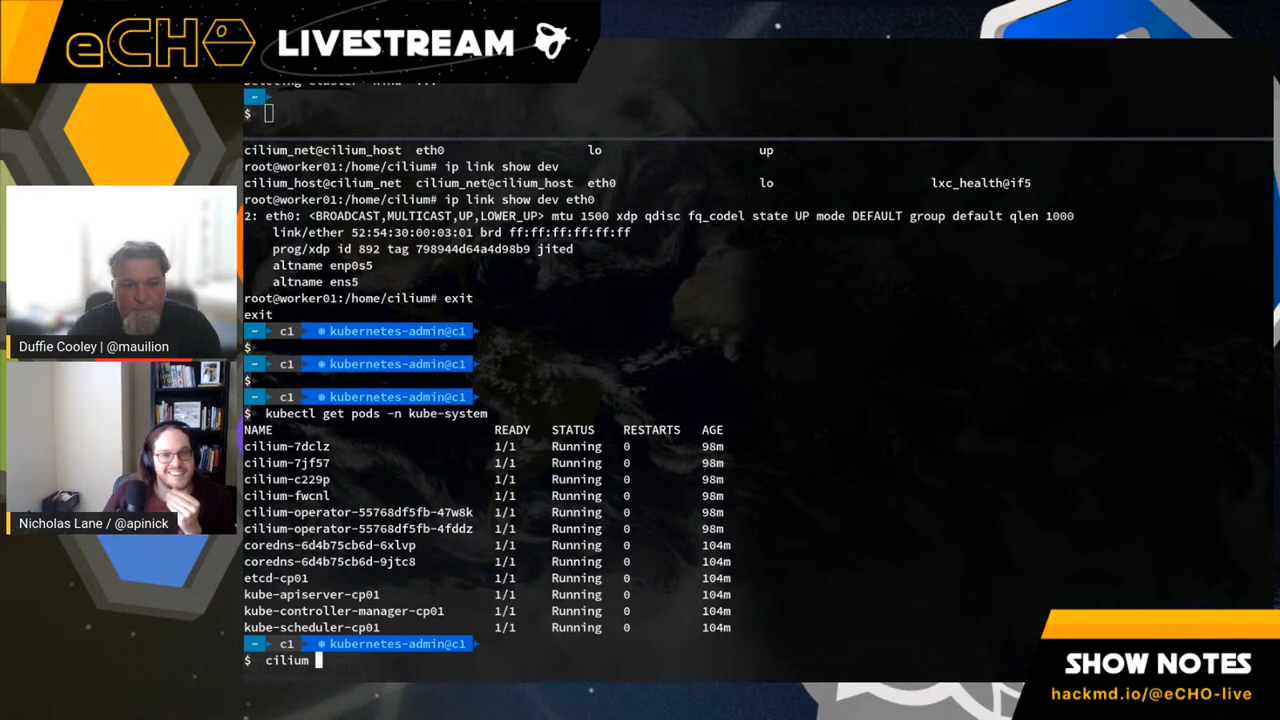 eCHO LIVESTREAM
~
$
cilium_net@cilium_host eth0 lo up
root@worker01:/home/cilium# ip link show dev
cilium_host@cilium_net cilium_net@cilium_host eth0 lo lxc_health@if5
root@worker01:/home/cilium# ip link show dev eth0
2: eth0: <BROADCAST,MULTICAST,UP,LOWER_UP> mtu 1500 xdp qdisc fq_codel state UP mode DEFAULT group default qlen 1000
link/ether 52:54:30:00:03:01 brd ff:ff:ff:ff:ff:ff
prog/xdp id 892 tag 798944d64a4d98b9 jited
altname enp0s5
altname ens5
root@worker01:/home/cilium# exit
exit
~ c1 ⎈ kubernetes-admin@c1
$
~ c1 ⎈ kubernetes-admin@c1
$
~ c1 ⎈ kubernetes-admin@c1
$ kubectl get pods -n kube-system
NAME READY STATUS RESTARTS AGE
cilium-7dclz 1/1 Running 0 98m
cilium-7jf57 1/1 Running 0 98m
cilium-c229p 1/1 Running 0 98m
cilium-fwcnl 1/1 Running 0 98m
cilium-operator-55768df5fb-47w8k 1/1 Running 0 98m
cilium-operator-55768df5fb-4fddz 1/1 Running 0 98m
coredns-6d4b75cb6d-6xlvp 1/1 Running 0 104m
coredns-6d4b75cb6d-9jtc8 1/1 Running 0 104m
etcd-cp01 1/1 Running 0 104m
kube-apiserver-cp01 1/1 Running 0 104m
kube-controller-manager-cp01 1/1 Running 0 104m
kube-scheduler-cp01 1/1 Running 0 104m
~ c1 ⎈ kubernetes-admin@c1
$ cilium
Duffie Cooley | @mauilion
Nicholas Lane / @apinick
SHOW NOTES
hackmd.io/@eCHO-live